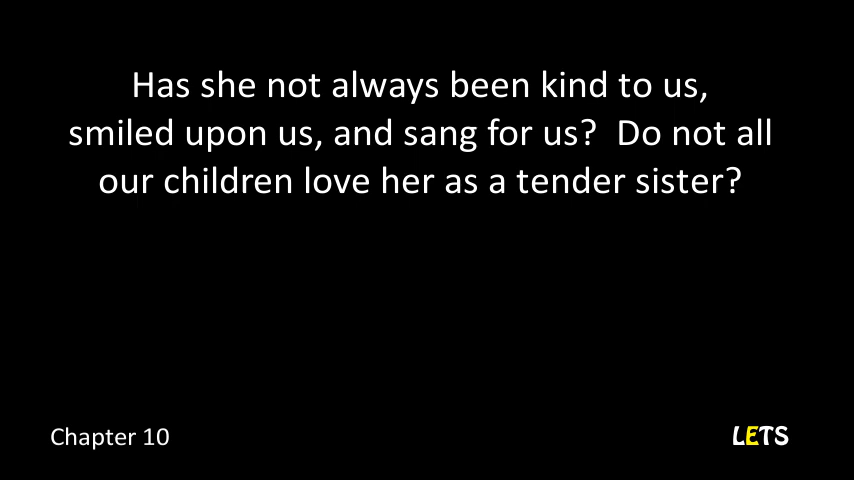 Has she not always been kind to us,
smiled upon us, and sang for us?  Do not all
our children love her as a tender sister?
Chapter 10
LETS